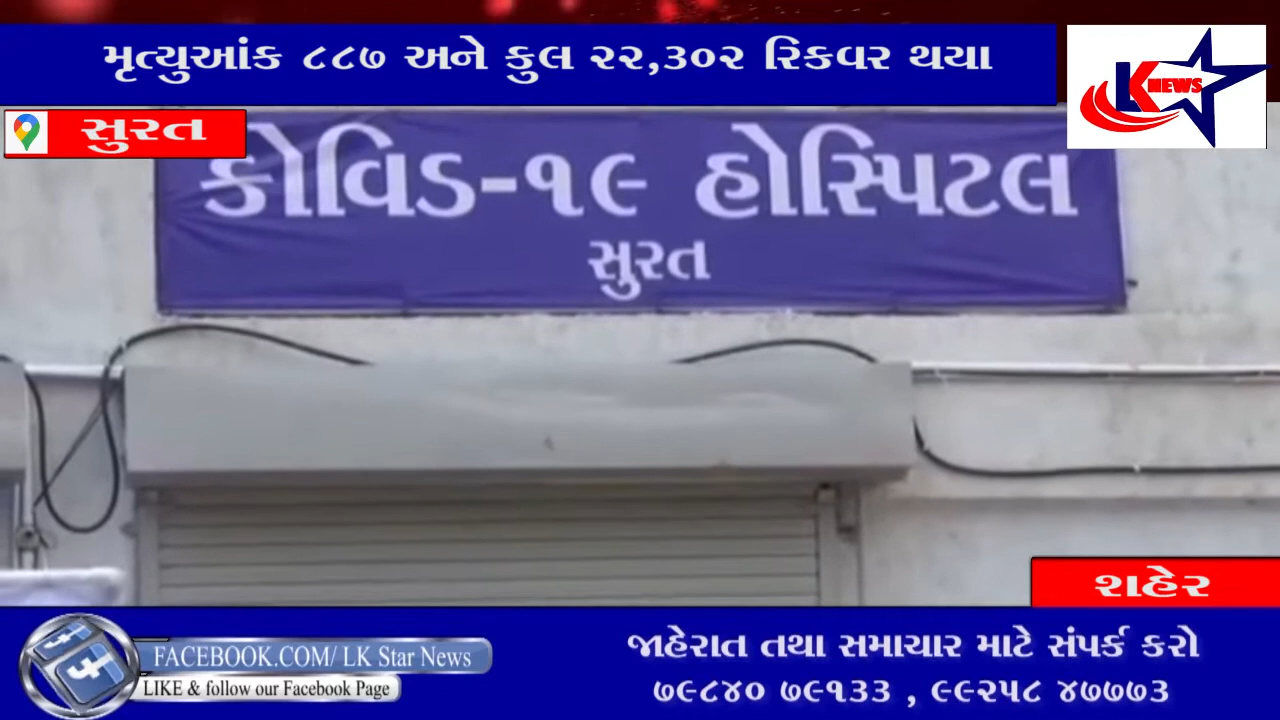 મૃત્યુઆંક ૮૮૭ અને કુલ ૨૨,૩૦૨ રિકવર થયા
LK NEWS
સુરત
કોવિડ-૧૯ હોસ્પિટલ
સુરત
શહેર
FACEBOOK.COM/ LK Star News
LIKE & follow our Facebook Page
જાહેરાત તથા સમાચાર માટે સંપર્ક કરો
૭૯૮૪૦ ૭૯૧૩૩ , ૯૯૨૫૮ ૪૭૭૭૩